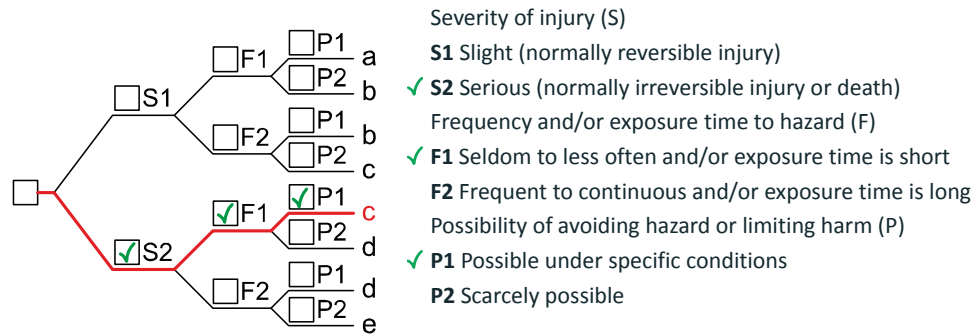 P1
F1
a
P2
b
S1
P1
b
F2
P2
c
P1
F1
c
P2
d
S2
P1
d
F2
P2
e
Severity of injury (S)
S1 Slight (normally reversible injury)
S2 Serious (normally irreversible injury or death)
Frequency and/or exposure time to hazard (F)
F1 Seldom to less often and/or exposure time is short
F2 Frequent to continuous and/or exposure time is long
Possibility of avoiding hazard or limiting harm (P)
P1 Possible under specific conditions
P2 Scarcely possible